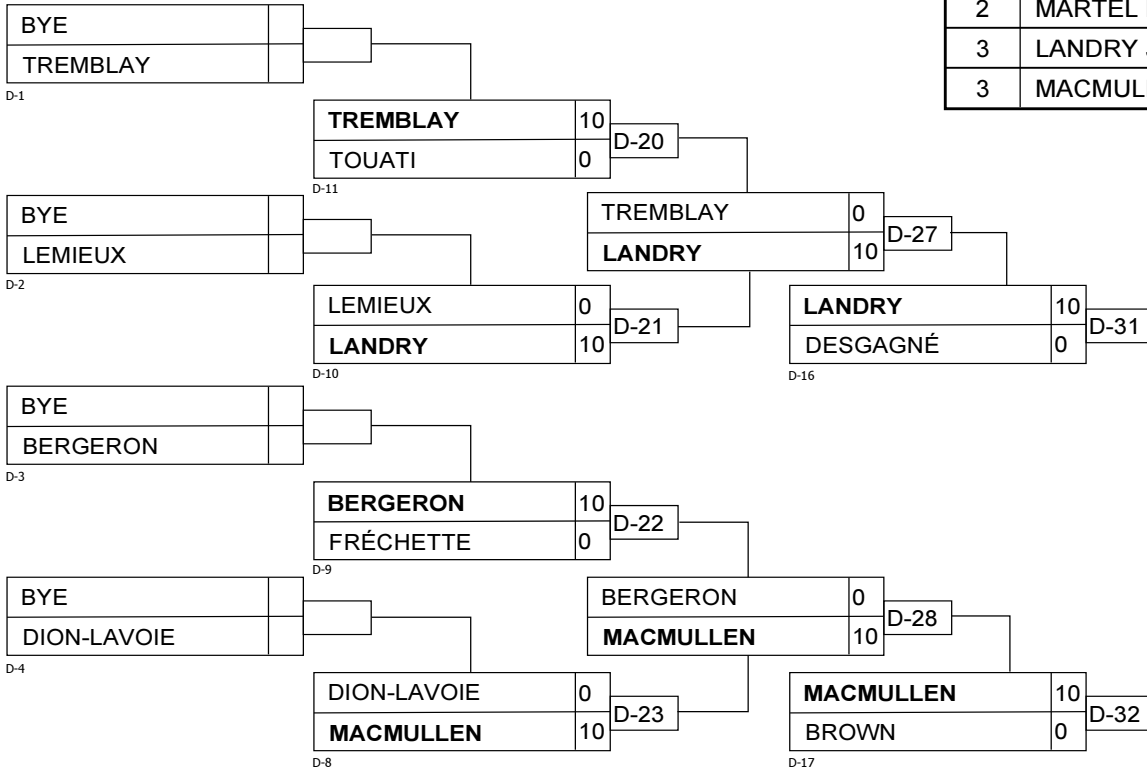 BYE
TREMBLAY
D-1
2 MARTEL
3 LANDRY
3 MACMUL
TREMBLAY 10
TOUATI 0
D-20
D-11
BYE
LEMIEUX
D-2
TREMBLAY 0
LANDRY 10
D-27
LEMIEUX 0
LANDRY 10
D-21
D-10
LANDRY 10
DESGAGNÉ 0
D-31
D-16
BYE
BERGERON
D-3
BERGERON 10
FRÉCHETTE 0
D-22
D-9
BYE
DION-LAVOIE
D-4
BERGERON 0
MACMULLEN 10
D-28
DION-LAVOIE 0
MACMULLEN 10
D-23
D-8
MACMULLEN 10
BROWN 0
D-32
D-17